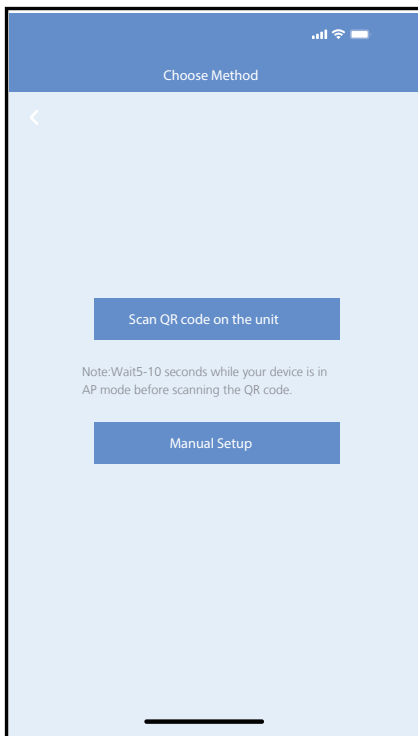 Choose Method
Scan QR code on the unit
Note:Wait5-10 seconds while your device is in
AP mode before scanning the QR code.
Manual Setup